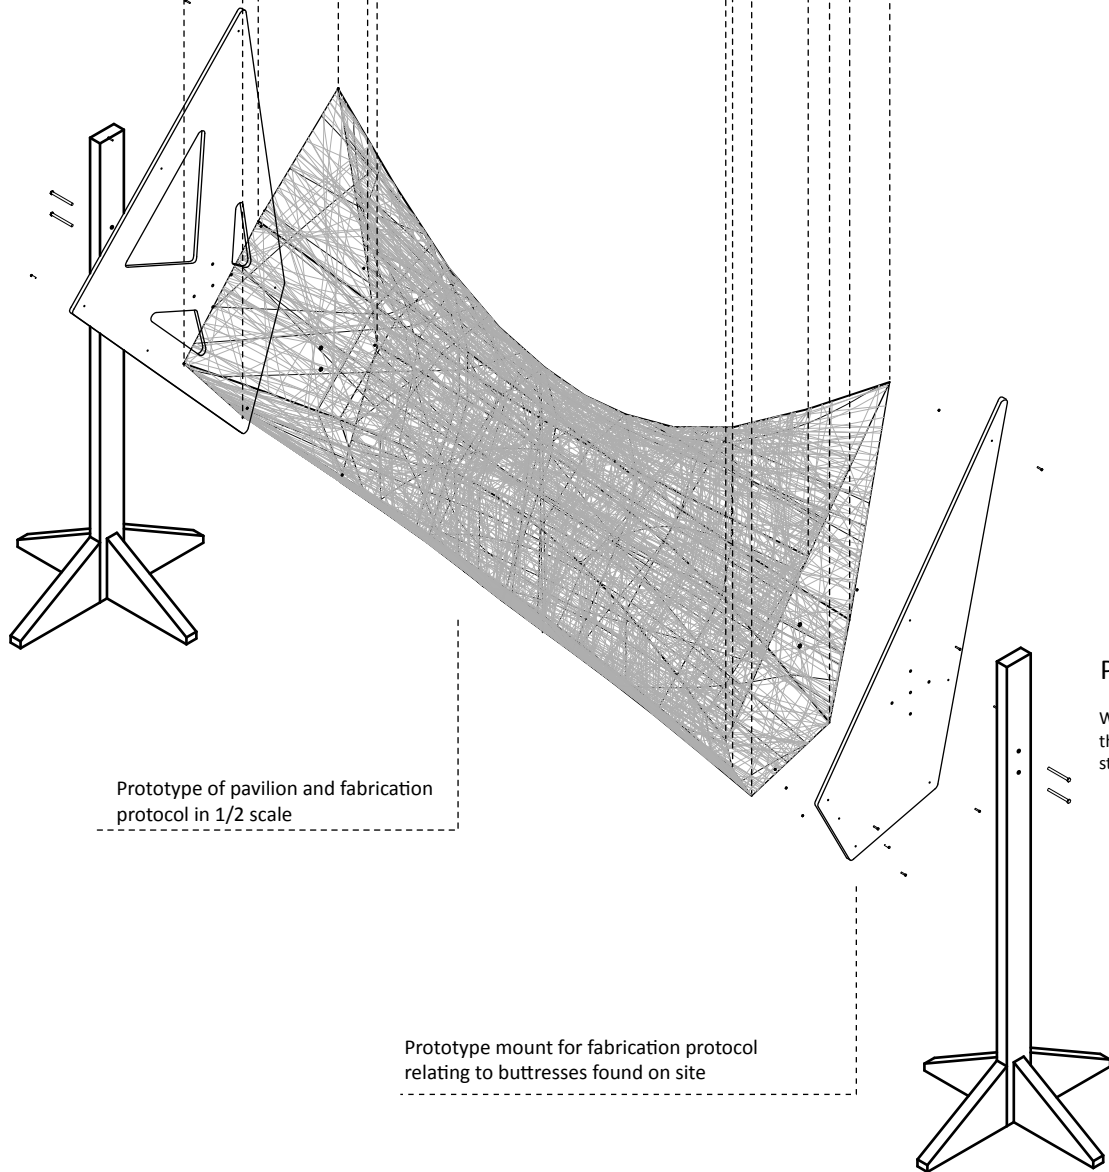 Prototype of pavilion and fabrication
protocol in 1/2 scale
Prototype mount for fabrication protocol
relating to buttresses found on site